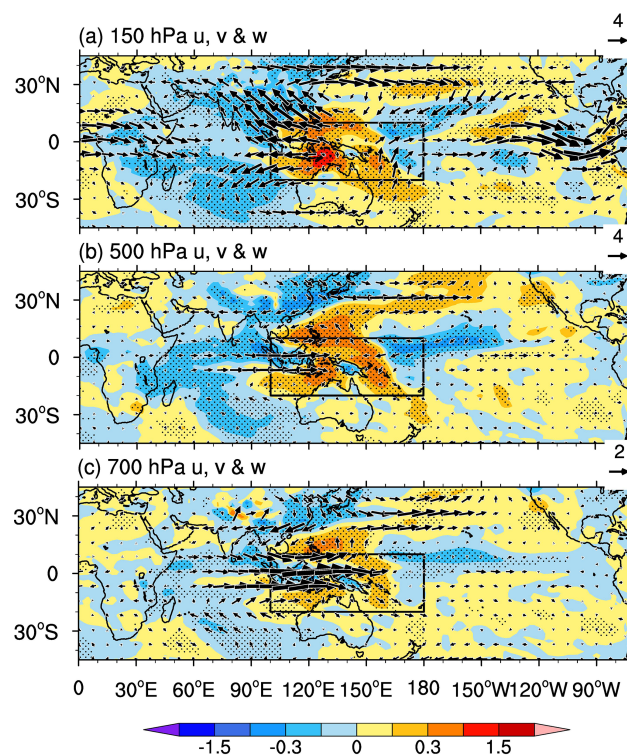 (a) 150 hPa u, v & w
4
30°N
0
30°S
(b) 500 hPa u, v & w
4
30°N
0
30°S
(c) 700 hPa u, v & w
2
30°N
0
30°S
0 30°E 60°E 90°E 120°E 150°E 180 150°W 120°W 90°W
-1.5 -0.3 0 0.3 1.5